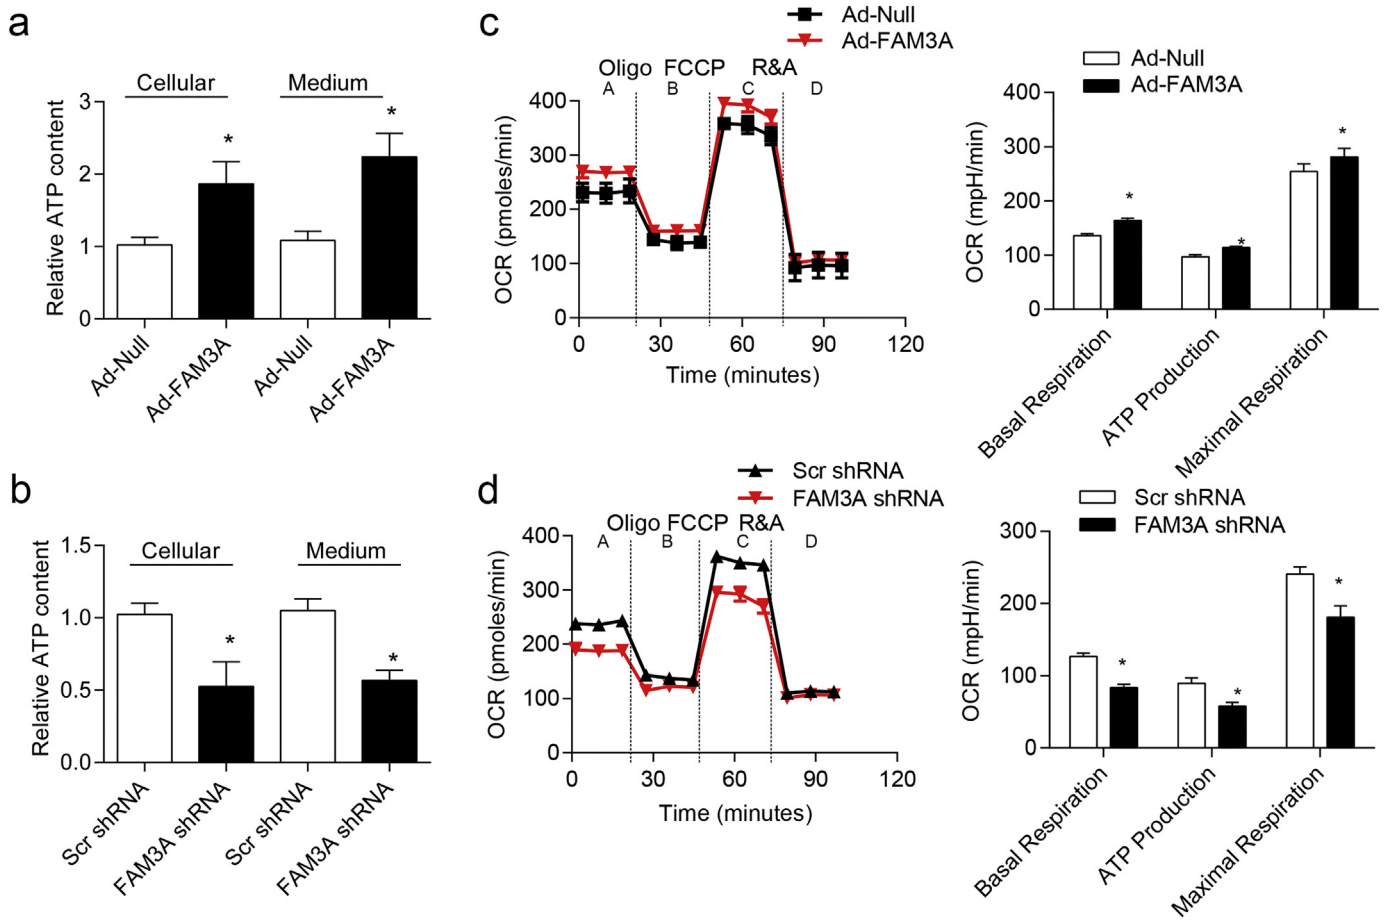 a
Cellular
Medium
Relative ATP content
3
2
1
0
*
*
Ad-Null
Ad-FAM3A
Ad-Null
Ad-FAM3A
c
Ad-Null
Ad-FAM3A
Oligo FCCP R&A
A B C D
OCR (pmoles/min)
400
300
200
100
0
0 30 60 90 120
Time (minutes)
Ad-Null
Ad-FAM3A
OCR (mpH/min)
400
300
200
100
0
*
*
*
Basal Respiration
ATP Production
Maximal Respiration
b
Cellular
Medium
Relative ATP content
1.5
1.0
0.5
0.0
*
*
Scr shRNA
FAM3A shRNA
Scr shRNA
FAM3A shRNA
d
Scr shRNA
FAM3A shRNA
Oligo FCCP R&A
A B C D
OCR (pmoles/min)
400
300
200
100
0
0 30 60 90 120
Time (minutes)
Scr shRNA
FAM3A shRNA
OCR (mpH/min)
300
200
100
0
*
*
*
Basal Respiration
ATP Production
Maximal Respiration